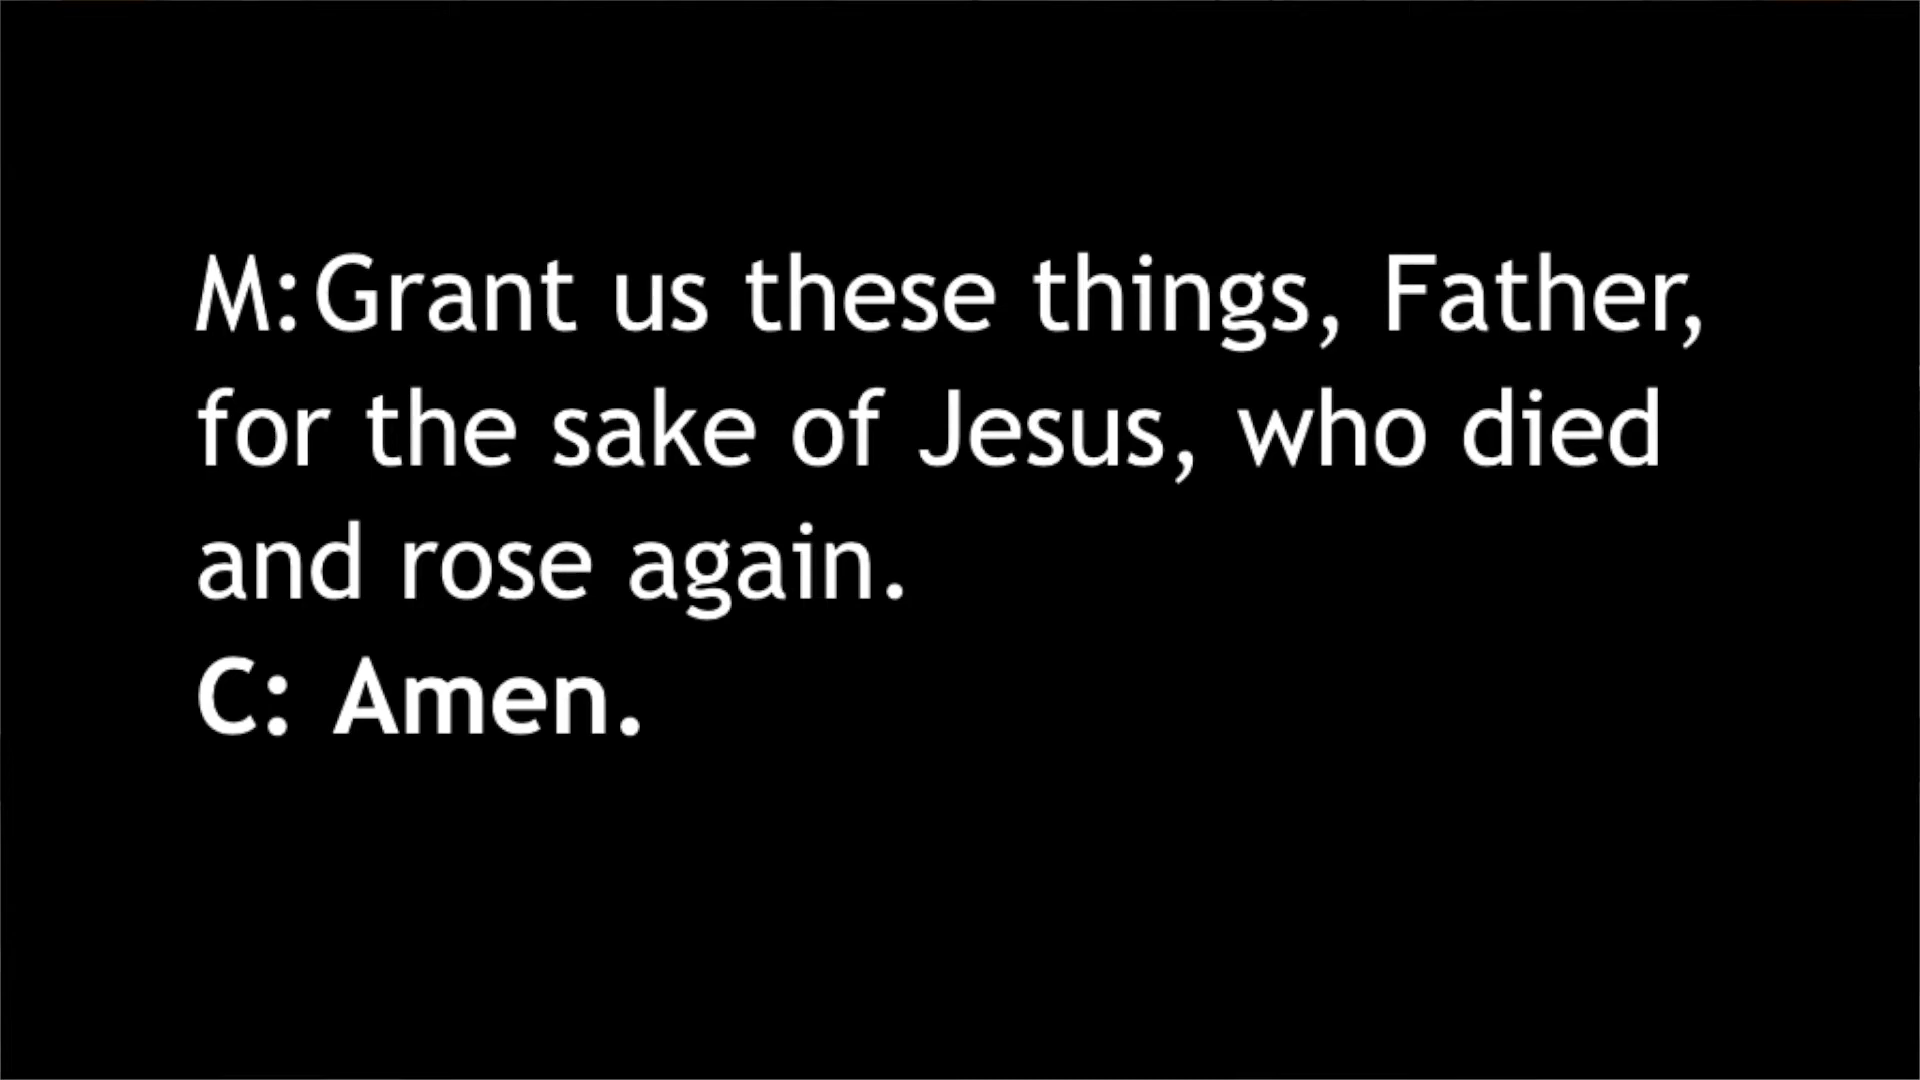 M: Grant us these things, Father,
for the sake of Jesus, who died
and rose again.
C: Amen.